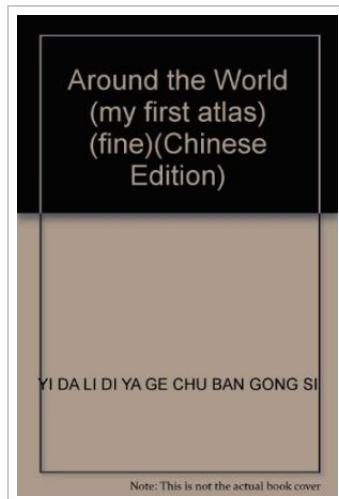 Around the World
(my first atlas)
(fine)(Chinese
Edition)
YI DA LI DI YA GE CHU BAN GONG SI
Note: This is not the actual book cover